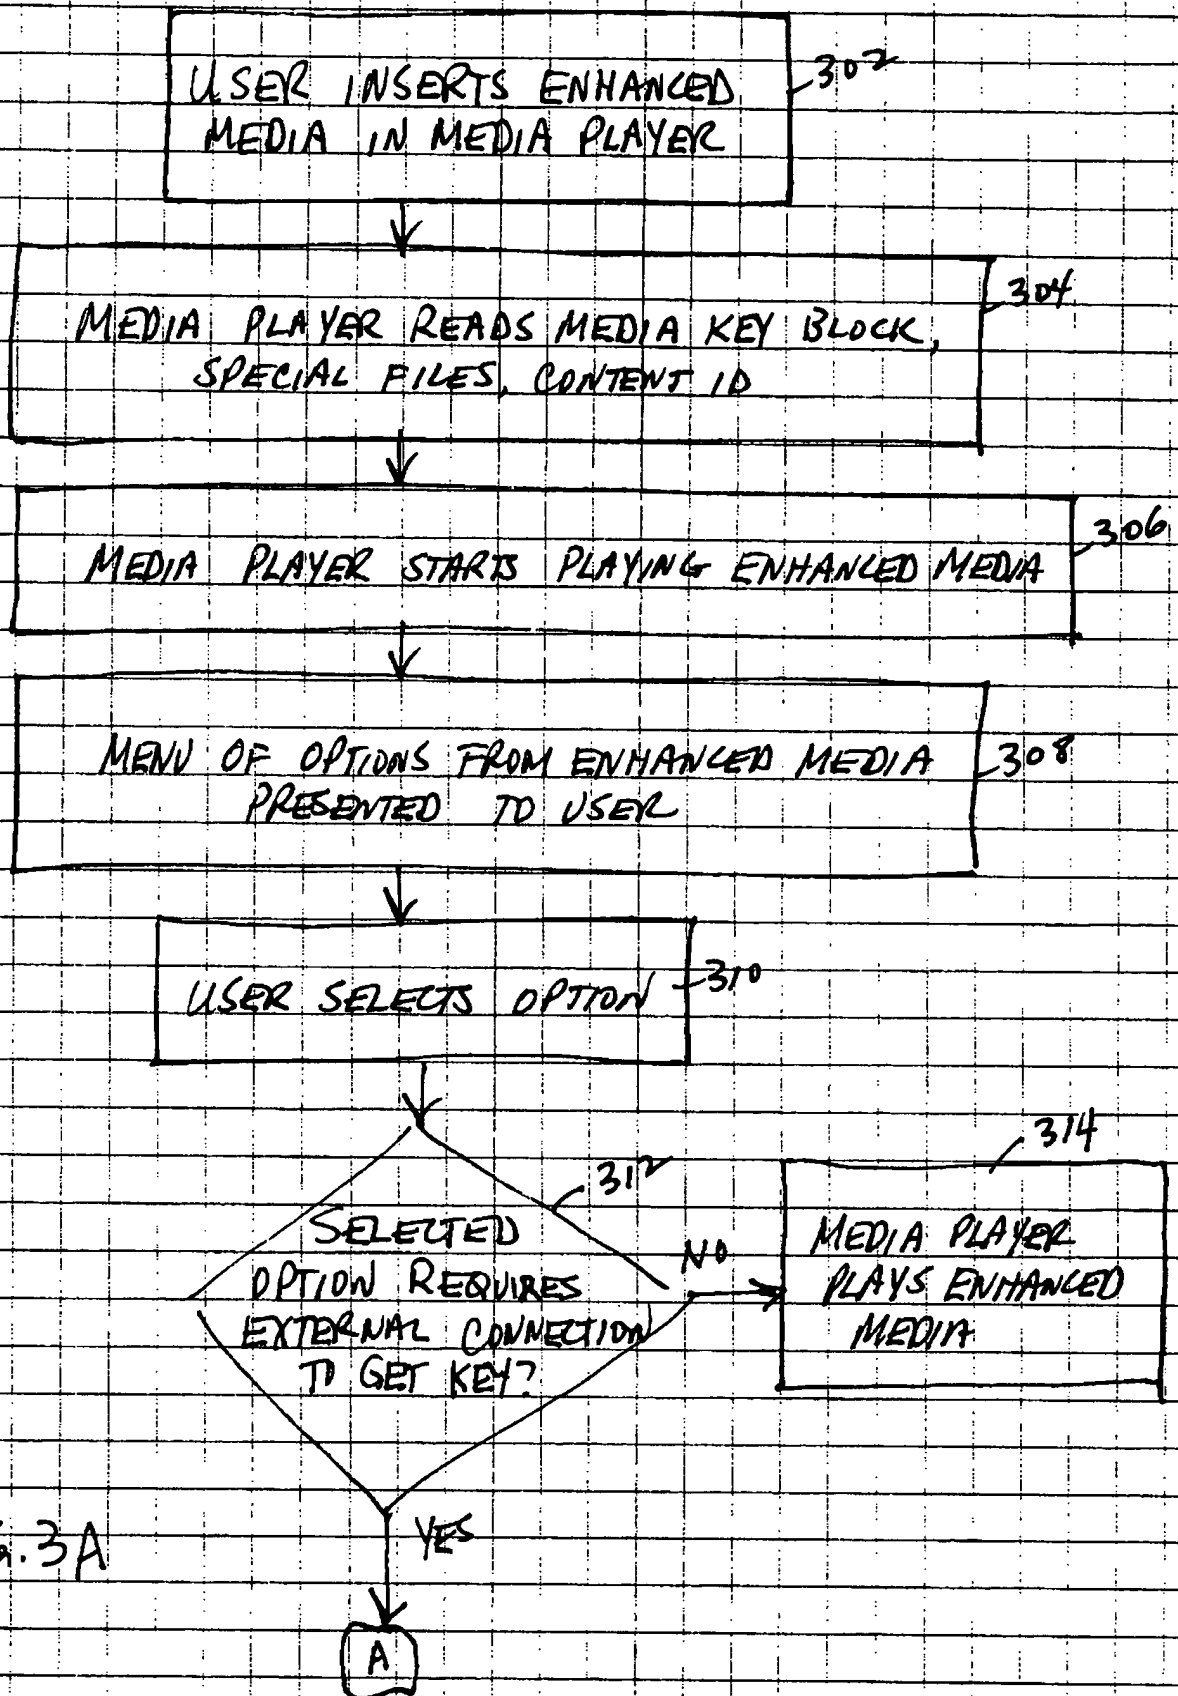 USER INSERTS ENHANCED
MEDIA IN MEDIA PLAYER
302
MEDIA PLAYER READS MEDIA KEY BLOCK,
SPECIAL FILES, CONTENT ID
304
MEDIA PLAYER STARTS PLAYING ENHANCED MEDIA
306
MENU OF OPTIONS FROM ENHANCED MEDIA
PRESENTED TO USER
308
USER SELECTS OPTION
310
SELECTED
OPTION REQUIRES
EXTERNAL CONNECTION
TO GET KEY?
312
NO
314
MEDIA PLAYER
PLAYS ENHANCED
MEDIA
YES
A
. 3A